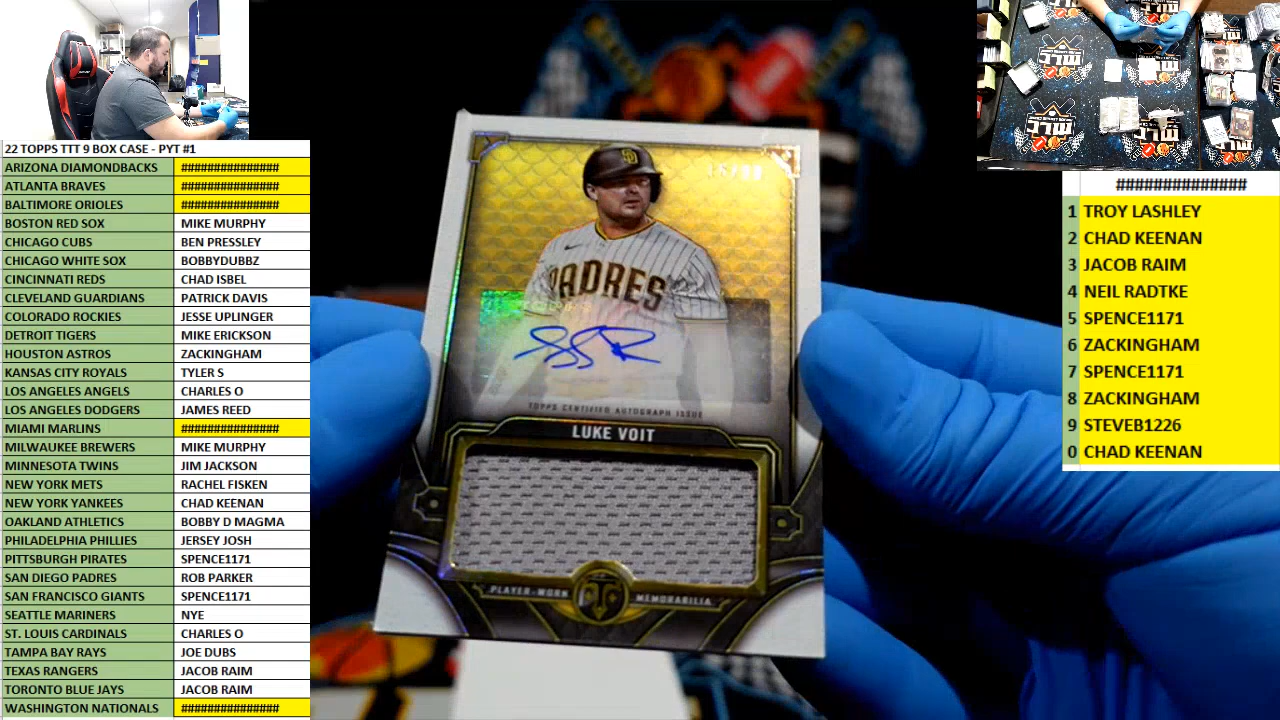 22 TOPPS TTT 9 BOX CASE - PYT #1
ARIZONA DIAMONDBACKS ###############
ATLANTA BRAVES ###############
BALTIMORE ORIOLES ###############
BOSTON RED SOX MIKE MURPHY
CHICAGO CUBS BEN PRESSLEY
CHICAGO WHITE SOX BOBBYDUBBZ
CINCINNATI REDS CHAD ISBEL
CLEVELAND GUARDIANS PATRICK DAVIS
COLORADO ROCKIES JESSE UPLINGER
DETROIT TIGERS MIKE ERICKSON
HOUSTON ASTROS ZACKINGHAM
KANSAS CITY ROYALS TYLER S
LOS ANGELES ANGELS CHARLES O
LOS ANGELES DODGERS JAMES REED
MIAMI MARLINS ###############
MILWAUKEE BREWERS MIKE MURPHY
MINNESOTA TWINS JIM JACKSON
NEW YORK METS RACHEL FISKEN
NEW YORK YANKEES CHAD KEENAN
OAKLAND ATHLETICS BOBBY D MAGMA
PHILADELPHIA PHILLIES JERSEY JOSH
PITTSBURGH PIRATES SPENCE1171
SAN DIEGO PADRES ROB PARKER
SAN FRANCISCO GIANTS SPENCE1171
SEATTLE MARINERS NYE
ST. LOUIS CARDINALS CHARLES O
TAMPA BAY RAYS JOE DUBS
TEXAS RANGERS JACOB RAIM
TORONTO BLUE JAYS JACOB RAIM
WASHINGTON NATIONALS ###############
PADRES
TOPPS CERTIFIED AUTOGRAPH ISSUE
LUKE VOIT
PLAYER-WORN MEMORABILIA
MLC
###############
1 TROY LASHLEY
2 CHAD KEENAN
3 JACOB RAIM
4 NEIL RADTKE
5 SPENCE1171
6 ZACKINGHAM
7 SPENCE1171
8 ZACKINGHAM
9 STEVEB1226
0 CHAD KEENAN